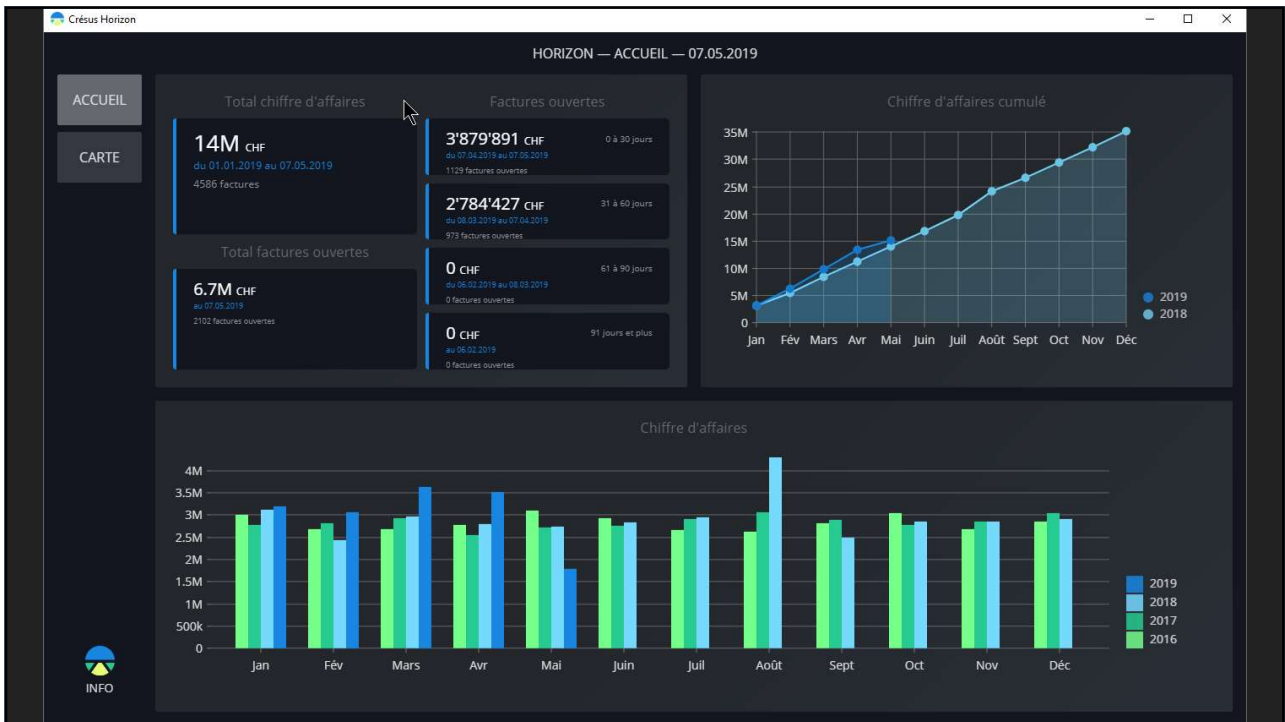 Crésus Horizon
HORIZON — ACCUEIL — 07.05.2019
ACCUEIL
CARTE
Total chiffre d'affaires
14M CHF
du 01.01.2019 au 07.05.2019
4586 factures
Total factures ouvertes
6.7M CHF
au 07.05.2019
2102 factures ouvertes
Factures ouvertes
3'879'891 CHF
0 à 30 jours
du 07.04.2019 au 07.05.2019
1129 factures ouvertes
2'784'427 CHF
31 à 60 jours
du 08.03.2019 au 07.04.2019
973 factures ouvertes
0 CHF
61 à 90 jours
du 06.02.2019 au 08.03.2019
0 factures ouvertes
0 CHF
91 jours et plus
au 06.02.2019
0 factures ouvertes
Chiffre d'affaires cumulé
35M
30M
25M
20M
15M
10M
5M
0
Jan Fév Mars Avr Mai Juin Juil Août Sept Oct Nov Déc
2019
2018
Chiffre d'affaires
4M
3.5M
3M
2.5M
2M
1.5M
1M
500k
0
Jan Fév Mars Avr Mai Juin Juil Août Sept Oct Nov Déc
2019
2018
2017
2016
INFO